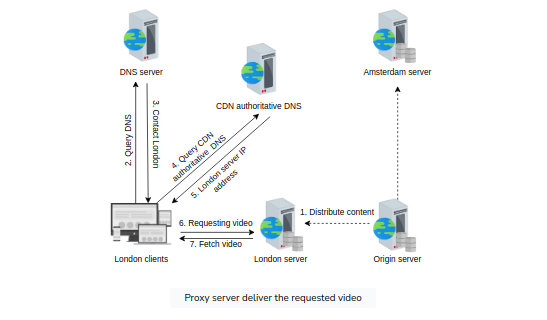 DNS server
Amsterdam server
CDN authoritative DNS
2. Query DNS
3. Contact London
4. Query CDN
authoritative DNS
5. London server IP
address
1. Distribute content
6. Requesting video
7. Fetch video
London clients
London server
Origin server
Proxy server deliver the requested video